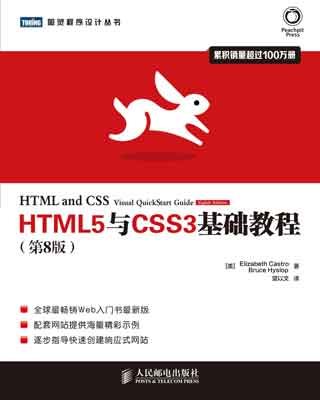 TURING 图灵程序设计丛书
Peachpit
Press
累积销量超过100万册
HTML and CSS Visual QuickStart Guide Eighth Edition
HTML5与CSS3基础教程
（第8版）
[美] Elizabeth Castro 著
Bruce Hyslop
望以文 译
全球最畅销Web入门书最新版
配套网站提供海量精彩示例
逐步指导快速创建响应式网站
人民邮电出版社
POSTS & TELECOM PRESS